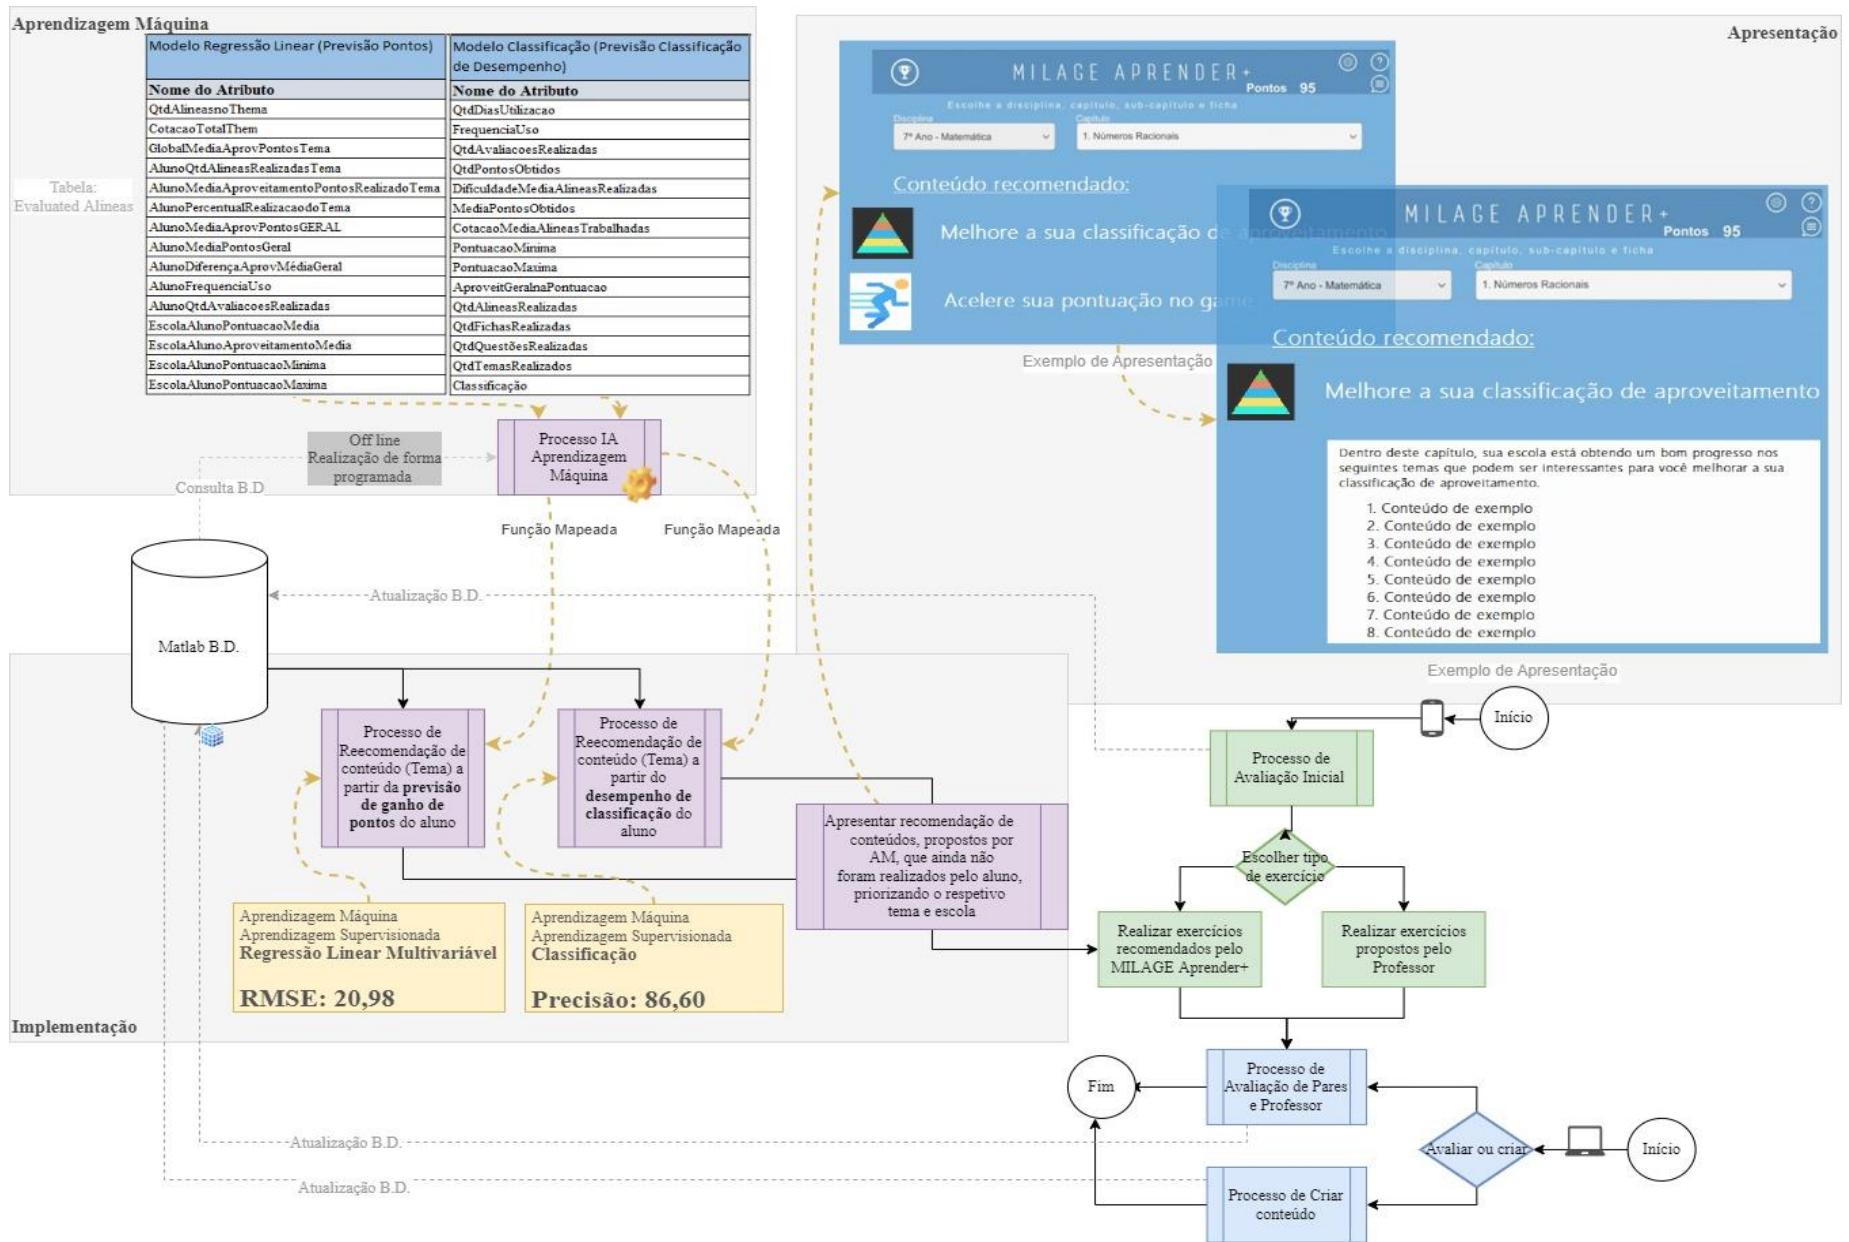 Aprendizagem Máquina
Modelo Regressão Linear (Previsão Pontos)
Nome do Atributo
QtdAlineasnoThema
CotacaoTotalThem
GlobalMediaAprovPontosTema
AlunoQtdAlineasRealizadasTema
AlunoMediaAproveitamentoPontosRealizadoTema
AlunoPercentualRealizacaodoTema
AlunoMediaAprovPontosGERAL
AlunoMediaPontosGeral
AlunoDiferençaAprovMédiaGeral
AlunoFrequenciaUso
AlunoQtdAvaliacoesRealizadas
EscolaAlunoPontuacaoMedia
EscolaAlunoAproveitamentoMedia
EscolaAlunoPontuacaoMinima
EscolaAlunoPontuacaoMaxima
Modelo Classificação (Previsão Classificação
de Desempenho)
Nome do Atributo
QtdDiasUtilizacao
FrequenciaUso
QtdAvaliacoesRealizadas
QtdPontosObtidos
DificuldadeMediaAlineasRealizadas
MediaPontosObtidos
CotacaoMediaAlineasTrabalhadas
PontuacaoMinima
PontuacaoMaxima
AproveitGeralnaPontuacao
QtdAlineasRealizadas
QtdFichasRealizadas
QtdQuestõesRealizadas
QtdTemasRealizados
Classificação
Tabela:
Evaluated Alineas
Off line
Realização de forma
programada
Processo IA
Aprendizagem
Máquina
Consulta B.D
Função Mapeada
Função Mapeada
Apresentação
MILAGE APRENDER+
Pontos 95
Escolhe a disciplina, capítulo, sub-capítulo e ficha
Disciplina
Capítulo
7º Ano - Matemática
1. Números Racionais
Conteúdo recomendado:
Melhore a sua classificação de aproveitamento
Acelere sua pontuação no game
Exemplo de Apresentação
MILAGE APRENDER+
Pontos 95
Escolhe a disciplina, capítulo, sub-capítulo e ficha
Disciplina
Capítulo
7º Ano - Matemática
1. Números Racionais
Conteúdo recomendado:
Melhore a sua classificação de aproveitamento
Dentro deste capítulo, sua escola está obtendo um bom progresso nos
seguintes temas que podem ser interessantes para você melhorar a sua
classificação de aproveitamento.
1. Conteúdo de exemplo
2. Conteúdo de exemplo
3. Conteúdo de exemplo
4. Conteúdo de exemplo
5. Conteúdo de exemplo
6. Conteúdo de exemplo
7. Conteúdo de exemplo
8. Conteúdo de exemplo
Exemplo de Apresentação
Atualização B.D.
Matlab B.D.
Processo de
Reecomendação de
conteúdo (Tema) a
partir da previsão
de ganho de
pontos do aluno
Processo de
Reecomendação de
conteúdo (Tema) a
partir do
desempenho de
classificação do
aluno
Apresentar recomendação de
conteúdos, propostos por
AM, que ainda não
foram realizados pelo aluno,
priorizando o respetivo
tema e escola
Aprendizagem Máquina
Aprendizagem Supervisionada
Regressão Linear Multivariável
RMSE: 20,98
Aprendizagem Máquina
Aprendizagem Supervisionada
Classificação
Precisão: 86,60
Implementação
Início
Processo de
Avaliação Inicial
Escolher tipo
de exercício
Realizar exercícios
recomendados pelo
MILAGE Aprender+
Realizar exercícios
propostos pelo
Professor
Processo de
Avaliação de Pares
e Professor
Fim
Avaliar ou criar
Início
Atualização B.D.
Atualização B.D.
Processo de Criar
conteúdo